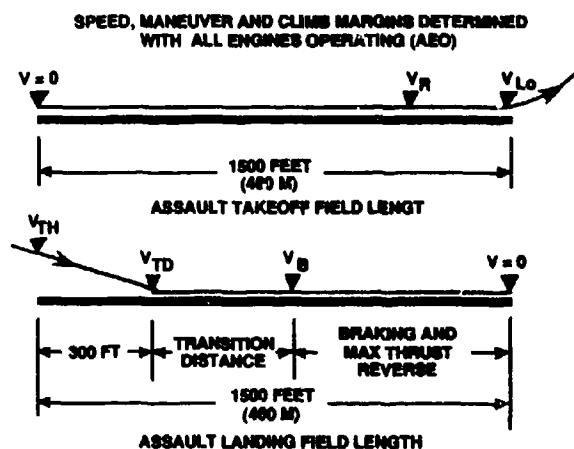 SPEED, MANEUVER AND CLIMB MARGINS DETERMINED
WITH ALL ENGINES OPERATING (AEO)
V = 0
VR
VLo
1500 FEET
(460 M)
ASSAULT TAKEOFF FIELD LENGT
VTH
VTD
VB
V = 0
300 FT
TRANSITION
DISTANCE
BRAKING AND
MAX THRUST
REVERSE
1500 FEET
(460 M)
ASSAULT LANDING FIELD LENGTH